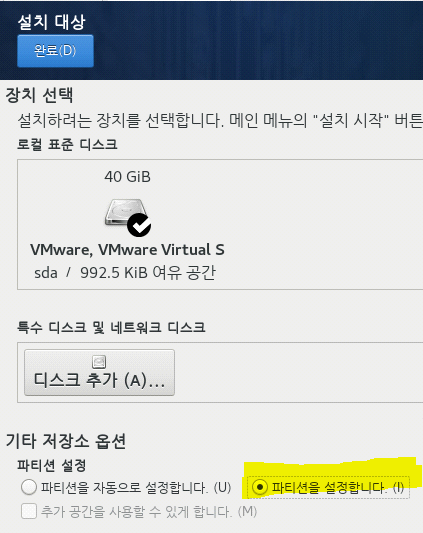 설치 대상
완료(D)
장치 선택
설치하려는 장치를 선택합니다. 메인 메뉴의 "설치 시작" 버튼
로컬 표준 디스크
40 GiB
VMware, VMware Virtual S
sda / 992.5 KiB 여유 공간
특수 디스크 및 네트워크 디스크
디스크 추가 (A)...
기타 저장소 옵션
파티션 설정
파티션을 자동으로 설정합니다. (U) 파티션을 설정합니다. (I)
추가 공간을 사용할 수 있게 합니다. (M)